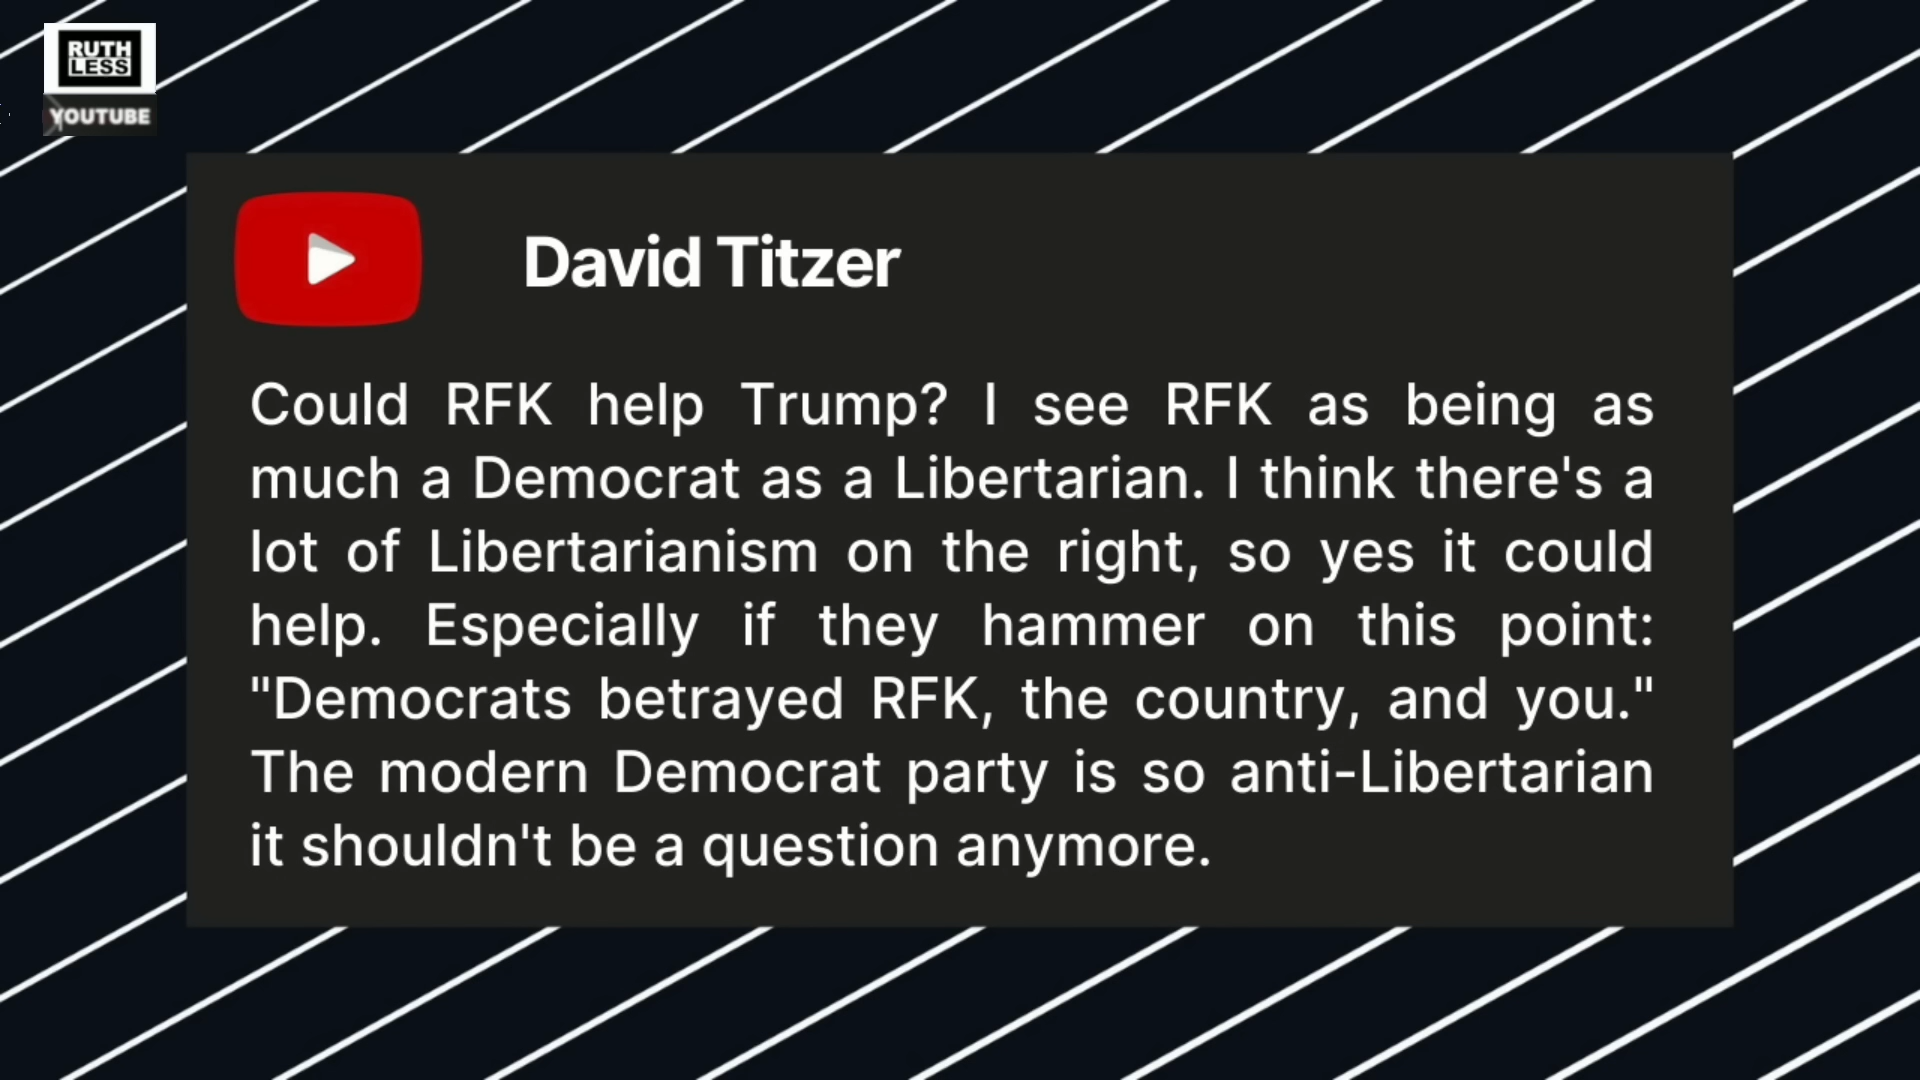 RUTH
LESS
YOUTUBE
David Titzer
Could RFK help Trump? I see RFK as being as
much a Democrat as a Libertarian. I think there's a
lot of Libertarianism on the right, so yes it could
help. Especially if they hammer on this point:
"Democrats betrayed RFK, the country, and you."
The modern Democrat party is so anti-Libertarian
it shouldn't be a question anymore.